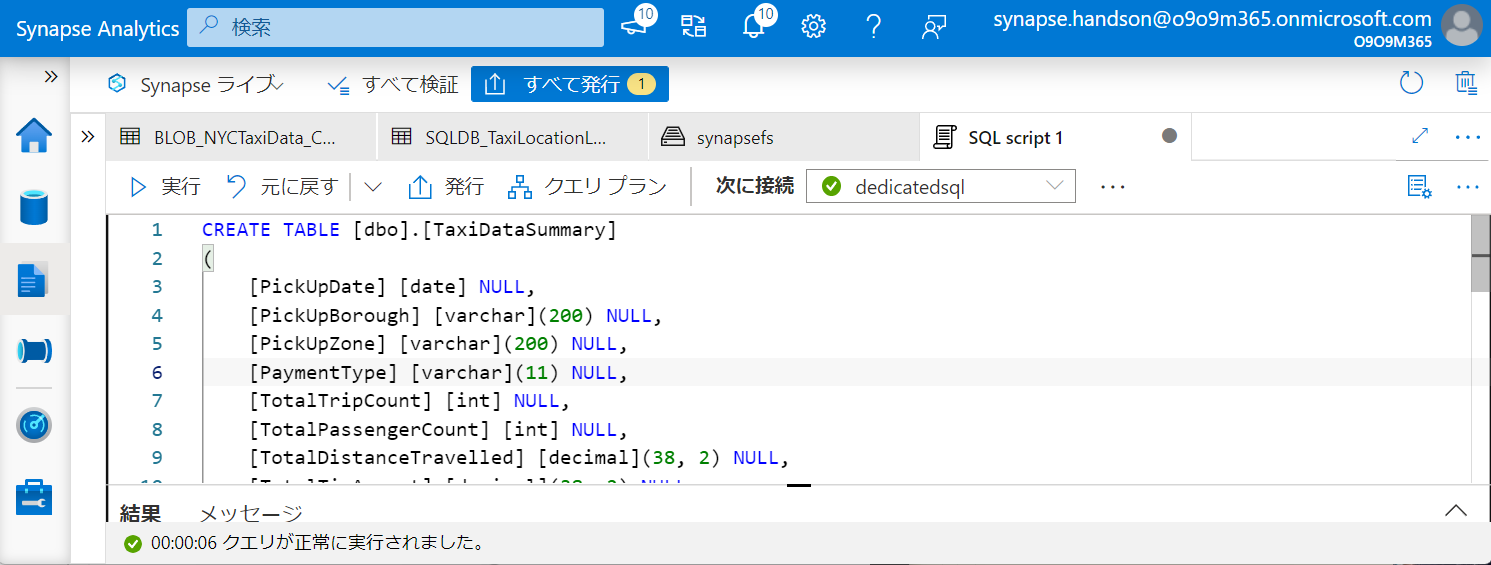 Synapse Analytics 検索 10 10 synapse.handson@o9o9m365.onmicrosoft.com
O9O9M365
Synapse ライブ すべて検証 すべて発行 1
BLOB_NYCTaxiData_C... SQLDB_TaxiLocationL... synapsefs SQL script 1
実行 元に戻す 発行 クエリ プラン 次に接続 dedicatedsql
1 CREATE TABLE [dbo].[TaxiDataSummary]
2 (
3 [PickUpDate] [date] NULL,
4 [PickUpBorough] [varchar](200) NULL,
5 [PickUpZone] [varchar](200) NULL,
6 [PaymentType] [varchar](11) NULL,
7 [TotalTripCount] [int] NULL,
8 [TotalPassengerCount] [int] NULL,
9 [TotalDistanceTravelled] [decimal](38, 2) NULL,
結果 メッセージ
00:00:06 クエリが正常に実行されました。